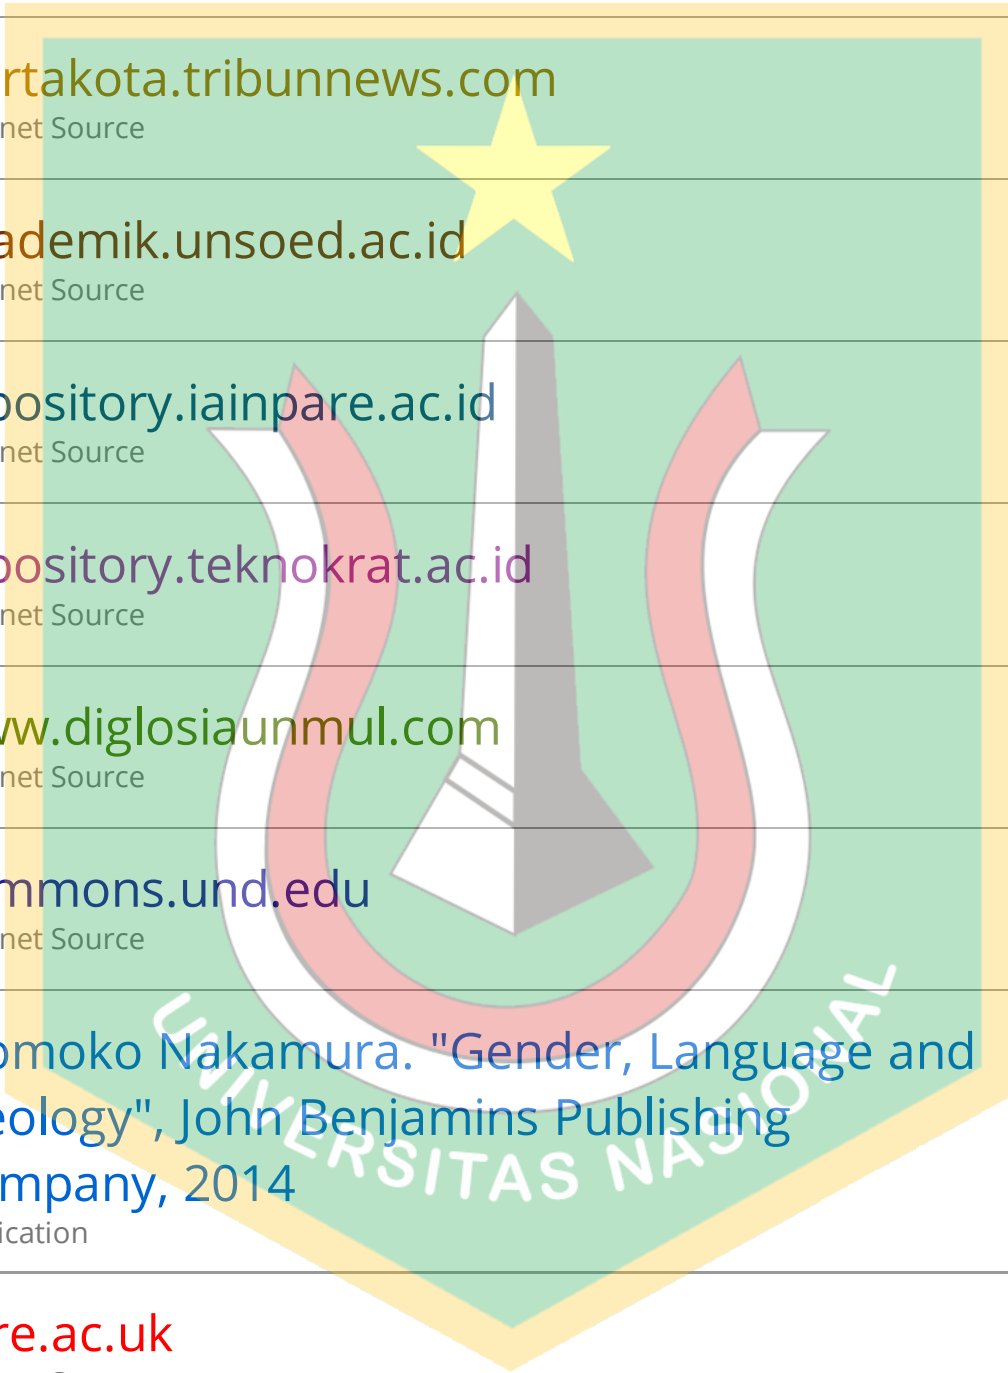 rtakota.tribunnews.com
net Source
ademik.unsoed.ac.id
net Source
pository.iainpare.ac.id
net Source
pository.teknokrat.ac.id
net Source
ww.diglosiaunmul.com
net Source
mmons.und.edu
net Source
omoko Nakamura. "Gender, Language and
eology", John Benjamins Publishing
ompany, 2014
ication
UNIVERSITAS NASIONAL
re.ac.uk